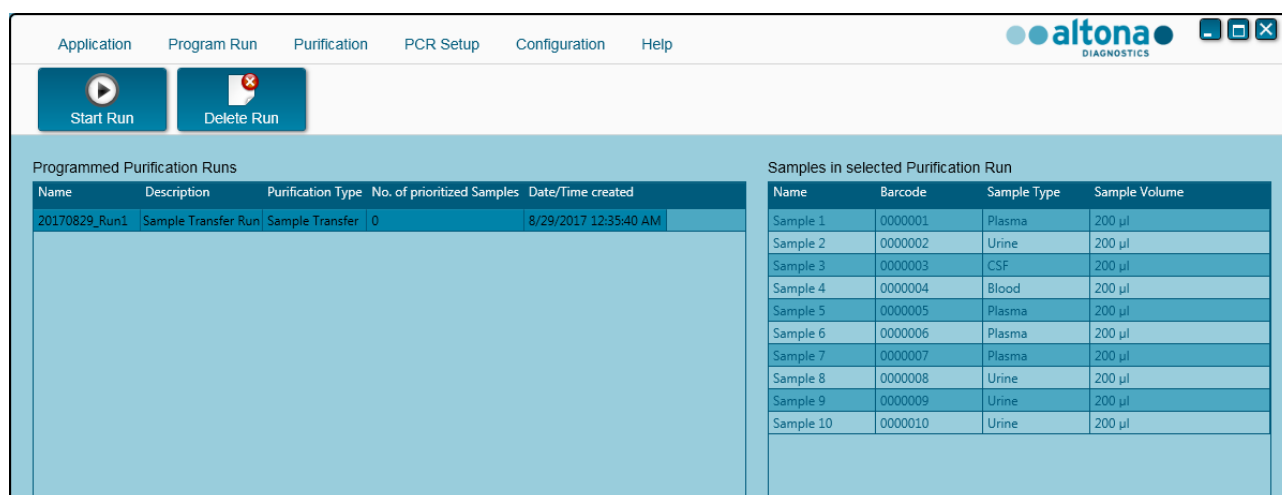 Application Program Run Purification PCR Setup Configuration Help
altona
DIAGNOSTICS
Start Run Delete Run
Programmed Purification Runs
Name Description Purification Type No. of prioritized Samples Date/Time created
20170829_Run1 Sample Transfer Run Sample Transfer 0 8/29/2017 12:35:40 AM
Samples in selected Purification Run
Name Barcode Sample Type Sample Volume
Sample 1 0000001 Plasma 200 µl
Sample 2 0000002 Urine 200 µl
Sample 3 0000003 CSF 200 µl
Sample 4 0000004 Blood 200 µl
Sample 5 0000005 Plasma 200 µl
Sample 6 0000006 Plasma 200 µl
Sample 7 0000007 Plasma 200 µl
Sample 8 0000008 Urine 200 µl
Sample 9 0000009 Urine 200 µl
Sample 10 0000010 Urine 200 µl